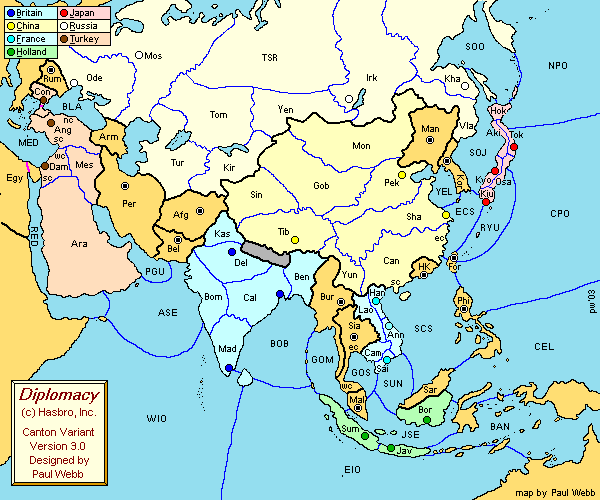 Britain
Japan
China
Russia
France
Turkey
Holland
Mos
TSR
SOO
NPO
Ode
Rum
Con
Irk
Kha
BLA
Tom
Yen
Hok
nc
Ang
sc
Arm
Man
Vla
Aki
Tok
MED
Mon
SOJ
wc
Mes
Tur
Kir
Kor
Kyo
Osa
Egy
Dam
sc
Per
Sin
Gob
Pek
YEL
Kiu
Afg
Sha
ECS
CPO
RED
Ara
Kas
Tib
ec
RYU
Bel
Del
Can
PGU
Ben
Yun
sc
HK
For
Bom
Cal
Bur
Han
Lao
Phi
ASE
Sia
ec
Ann
SCS
Mad
BOB
GOM
Cam
Sai
CEL
GOS
SUN
wc
Mal
Sar
Bor
WIO
Sum
JSE
BAN
Jav
EIO
Diplomacy
(c) Hasbro, Inc.
Canton Variant
Version 3.0
Designed by
Paul Webb
map by Paul Webb